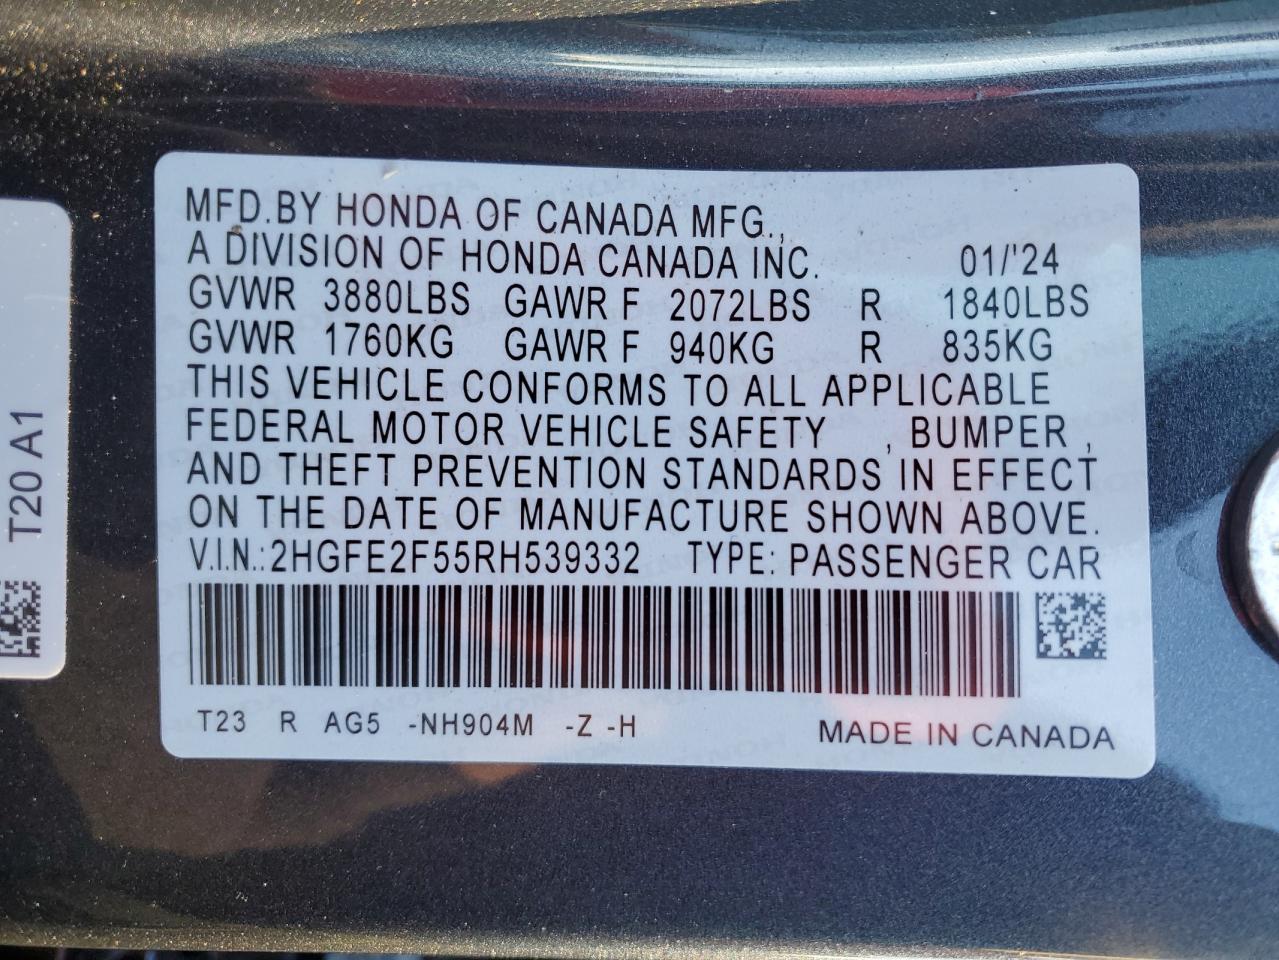 MFD.BY HONDA OF CANADA MFG.,
A DIVISION OF HONDA CANADA INC. 01/'24
GVWR 3880LBS GAWR F 2072LBS R 1840LBS
GVWR 1760KG GAWR F 940KG R 835KG
THIS VEHICLE CONFORMS TO ALL APPLICABLE
FEDERAL MOTOR VEHICLE SAFETY , BUMPER ,
AND THEFT PREVENTION STANDARDS IN EFFECT
ON THE DATE OF MANUFACTURE SHOWN ABOVE.
V.I.N.:2HGFE2F55RH539332 TYPE: PASSENGER CAR
T23 R AG5 -NH904M -Z -H MADE IN CANADA
T20 A1